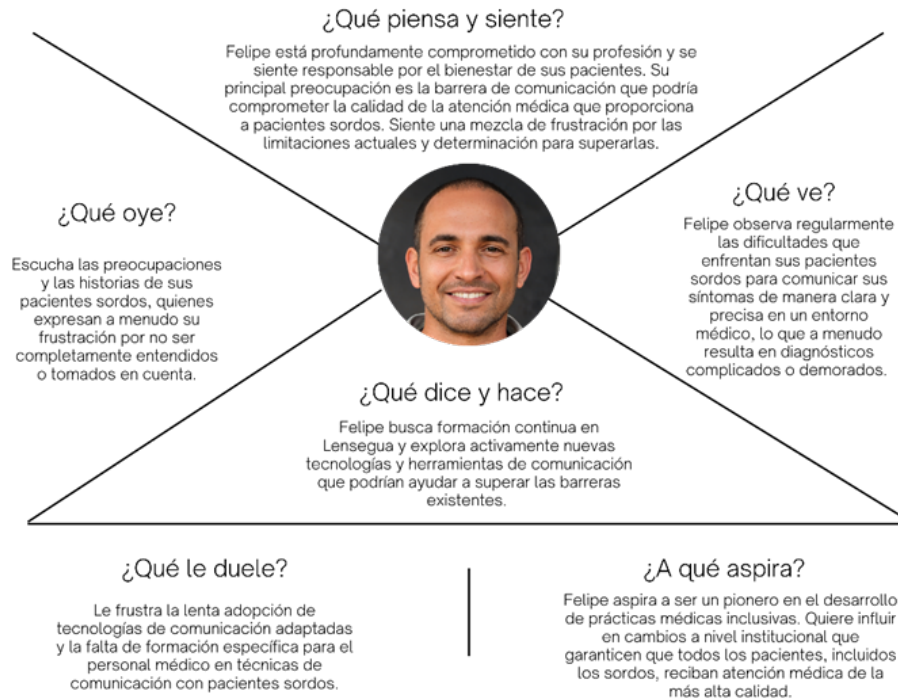 ¿Qué piensa y siente?
Felipe está profundamente comprometido con su profesión y se
siente responsable por el bienestar de sus pacientes. Su
principal preocupación es la barrera de comunicación que podría
comprometer la calidad de la atención médica que proporciona
a pacientes sordos. Siente una mezcla de frustración por las
limitaciones actuales y determinación para superarlas.
¿Qué oye?
Escucha las preocupaciones
y las historias de sus
pacientes sordos, quienes
expresan a menudo su
frustración por no ser
completamente entendidos
o tomados en cuenta.
¿Qué ve?
Felipe observa regularmente
las dificultades que
enfrentan sus pacientes
sordos para comunicar sus
síntomas de manera clara y
precisa en un entorno
médico, lo que a menudo
resulta en diagnósticos
complicados o demorados.
¿Qué dice y hace?
Felipe busca formación continua en
Lensegua y explora activamente nuevas
tecnologías y herramientas de comunicación
que podrían ayudar a superar las barreras
existentes.
¿Qué le duele?
Le frustra la lenta adopción de
tecnologías de comunicación adaptadas
y la falta de formación específica para el
personal médico en técnicas de
comunicación con pacientes sordos.
¿A qué aspira?
Felipe aspira a ser un pionero en el desarrollo
de prácticas médicas inclusivas. Quiere influir
en cambios a nivel institucional que
garanticen que todos los pacientes, incluidos
los sordos, reciban atención médica de la
más alta calidad.